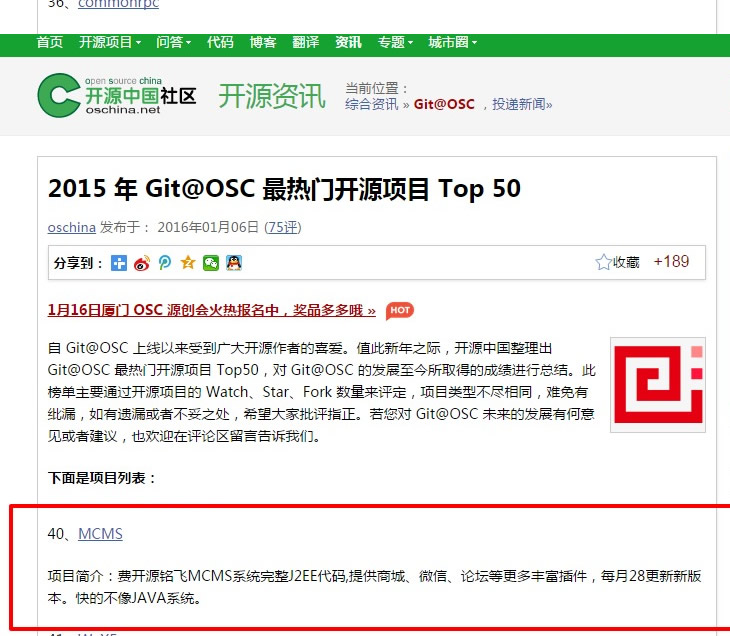 36、commonrpc
首页 开源项目 问答 代码 博客 翻译 资讯 专题 城市圈
open source china
开源中国社区
oschina.net
开源资讯
当前位置：
综合资讯 » Git@OSC ，投递新闻»
2015 年 Git@OSC 最热门开源项目 Top 50
oschina 发布于： 2016年01月06日 (75评)
分享到： 收藏 +189
1月16日厦门 OSC 源创会火热报名中，奖品多多哦 » HOT
自 Git@OSC 上线以来受到广大开源作者的喜爱。值此新年之际，开源中国整理出
Git@OSC 最热门开源项目 Top50，对 Git@OSC 的发展至今所取得的成绩进行总结。此
榜单主要通过开源项目的 Watch、Star、Fork 数量来评定，项目类型不尽相同，难免有
纰漏，如有遗漏或者不妥之处，希望大家批评指正。若您对 Git@OSC 未来的发展有何意
见或者建议，也欢迎在评论区留言告诉我们。
下面是项目列表：
40、MCMS
项目简介：费开源铭飞MCMS系统完整J2EE代码,提供商城、微信、论坛等更多丰富插件，每月28更新新版
本。快的不像JAVA系统。